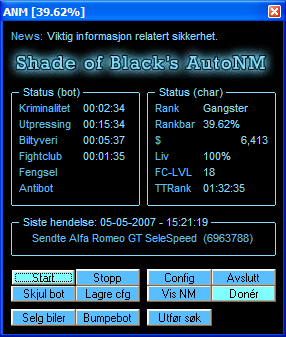 ANM [39.62%]
News: Viktig informasjon relatert sikkerhet.
Shade of Black's AutoNM
Status (bot)
Kriminalitet 00:02:34
Utpressing 00:15:34
Biltyveri 00:05:37
Fightclub 00:01:35
Fengsel
Antibot
Status (char)
Rank Gangster
Rankbar 39.62%
$ 6,413
Liv 100%
FC-LVL 18
TTRank 01:32:35
Siste hendelse: 05-05-2007 - 15:21:19
Sendte Alfa Romeo GT SeleSpeed (6963788)
Start Stopp Config Avslutt
Skjul bot Lagre cfg Vis NM Donér
Selg biler Bumpebot Utfør søk